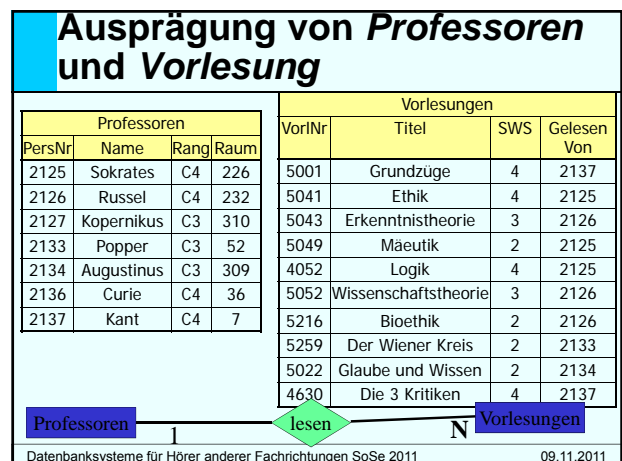 Ausprägung von Professoren
und Vorlesung
Professoren
PersNr Name Rang Raum
2125 Sokrates C4 226
2126 Russel C4 232
2127 Kopernikus C3 310
2133 Popper C3 52
2134 Augustinus C3 309
2136 Curie C4 36
2137 Kant C4 7
Vorlesungen
VorlNr Titel SWS Gelesen
Von
5001 Grundzüge 4 2137
5041 Ethik 4 2125
5043 Erkenntnistheorie 3 2126
5049 Mäeutik 2 2125
4052 Logik 4 2125
5052 Wissenschaftstheorie 3 2126
5216 Bioethik 2 2126
5259 Der Wiener Kreis 2 2133
5022 Glaube und Wissen 2 2134
4630 Die 3 Kritiken 4 2137
Professoren 1 lesen N Vorlesungen
Datenbanksysteme für Hörer anderer Fachrichtungen SoSe 2011 09.11.2011